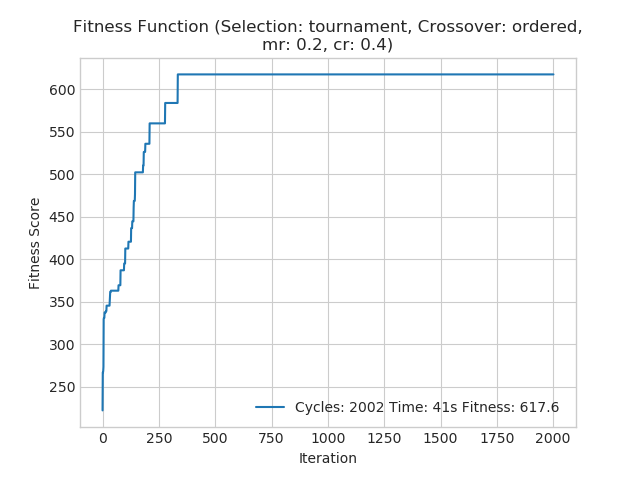 Fitness Function (Selection: tournament, Crossover: ordered,
mr: 0.2, cr: 0.4)
Fitness Score
600
550
500
450
400
350
300
250
Cycles: 2002 Time: 41s Fitness: 617.6
0 250 500 750 1000 1250 1500 1750 2000
Iteration